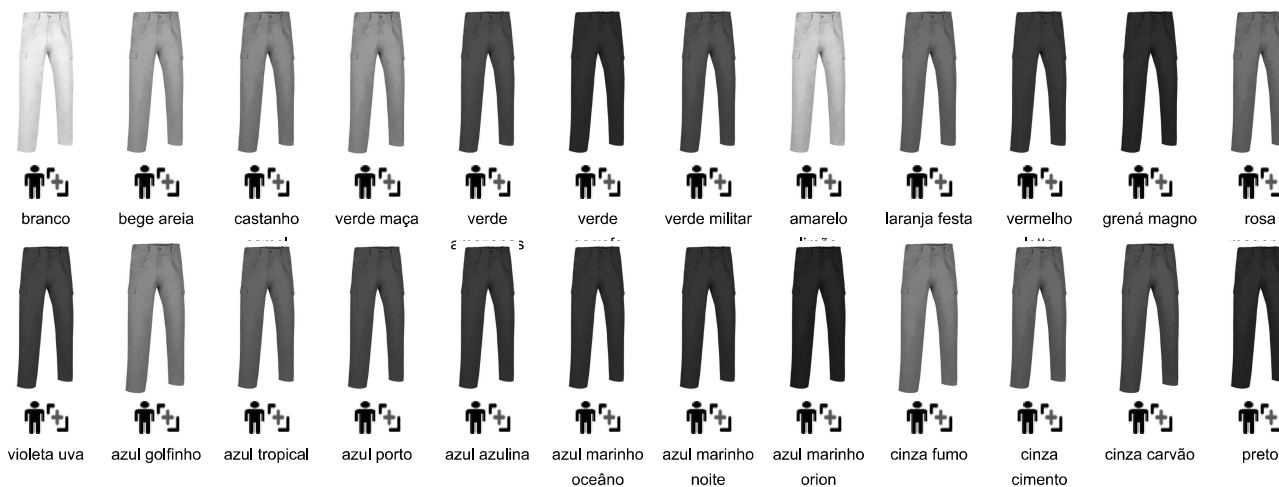 branco
bege areia
castanho
verde maça
verde
verde
verde militar
amarelo
laranja festa
vermelho
grená magno
rosa
violeta uva
azul golfinho
azul tropical
azul porto
azul azulina
azul marinho
oceâno
azul marinho
noite
azul marinho
orion
cinza fumo
cinza
cimento
cinza carvão
preto